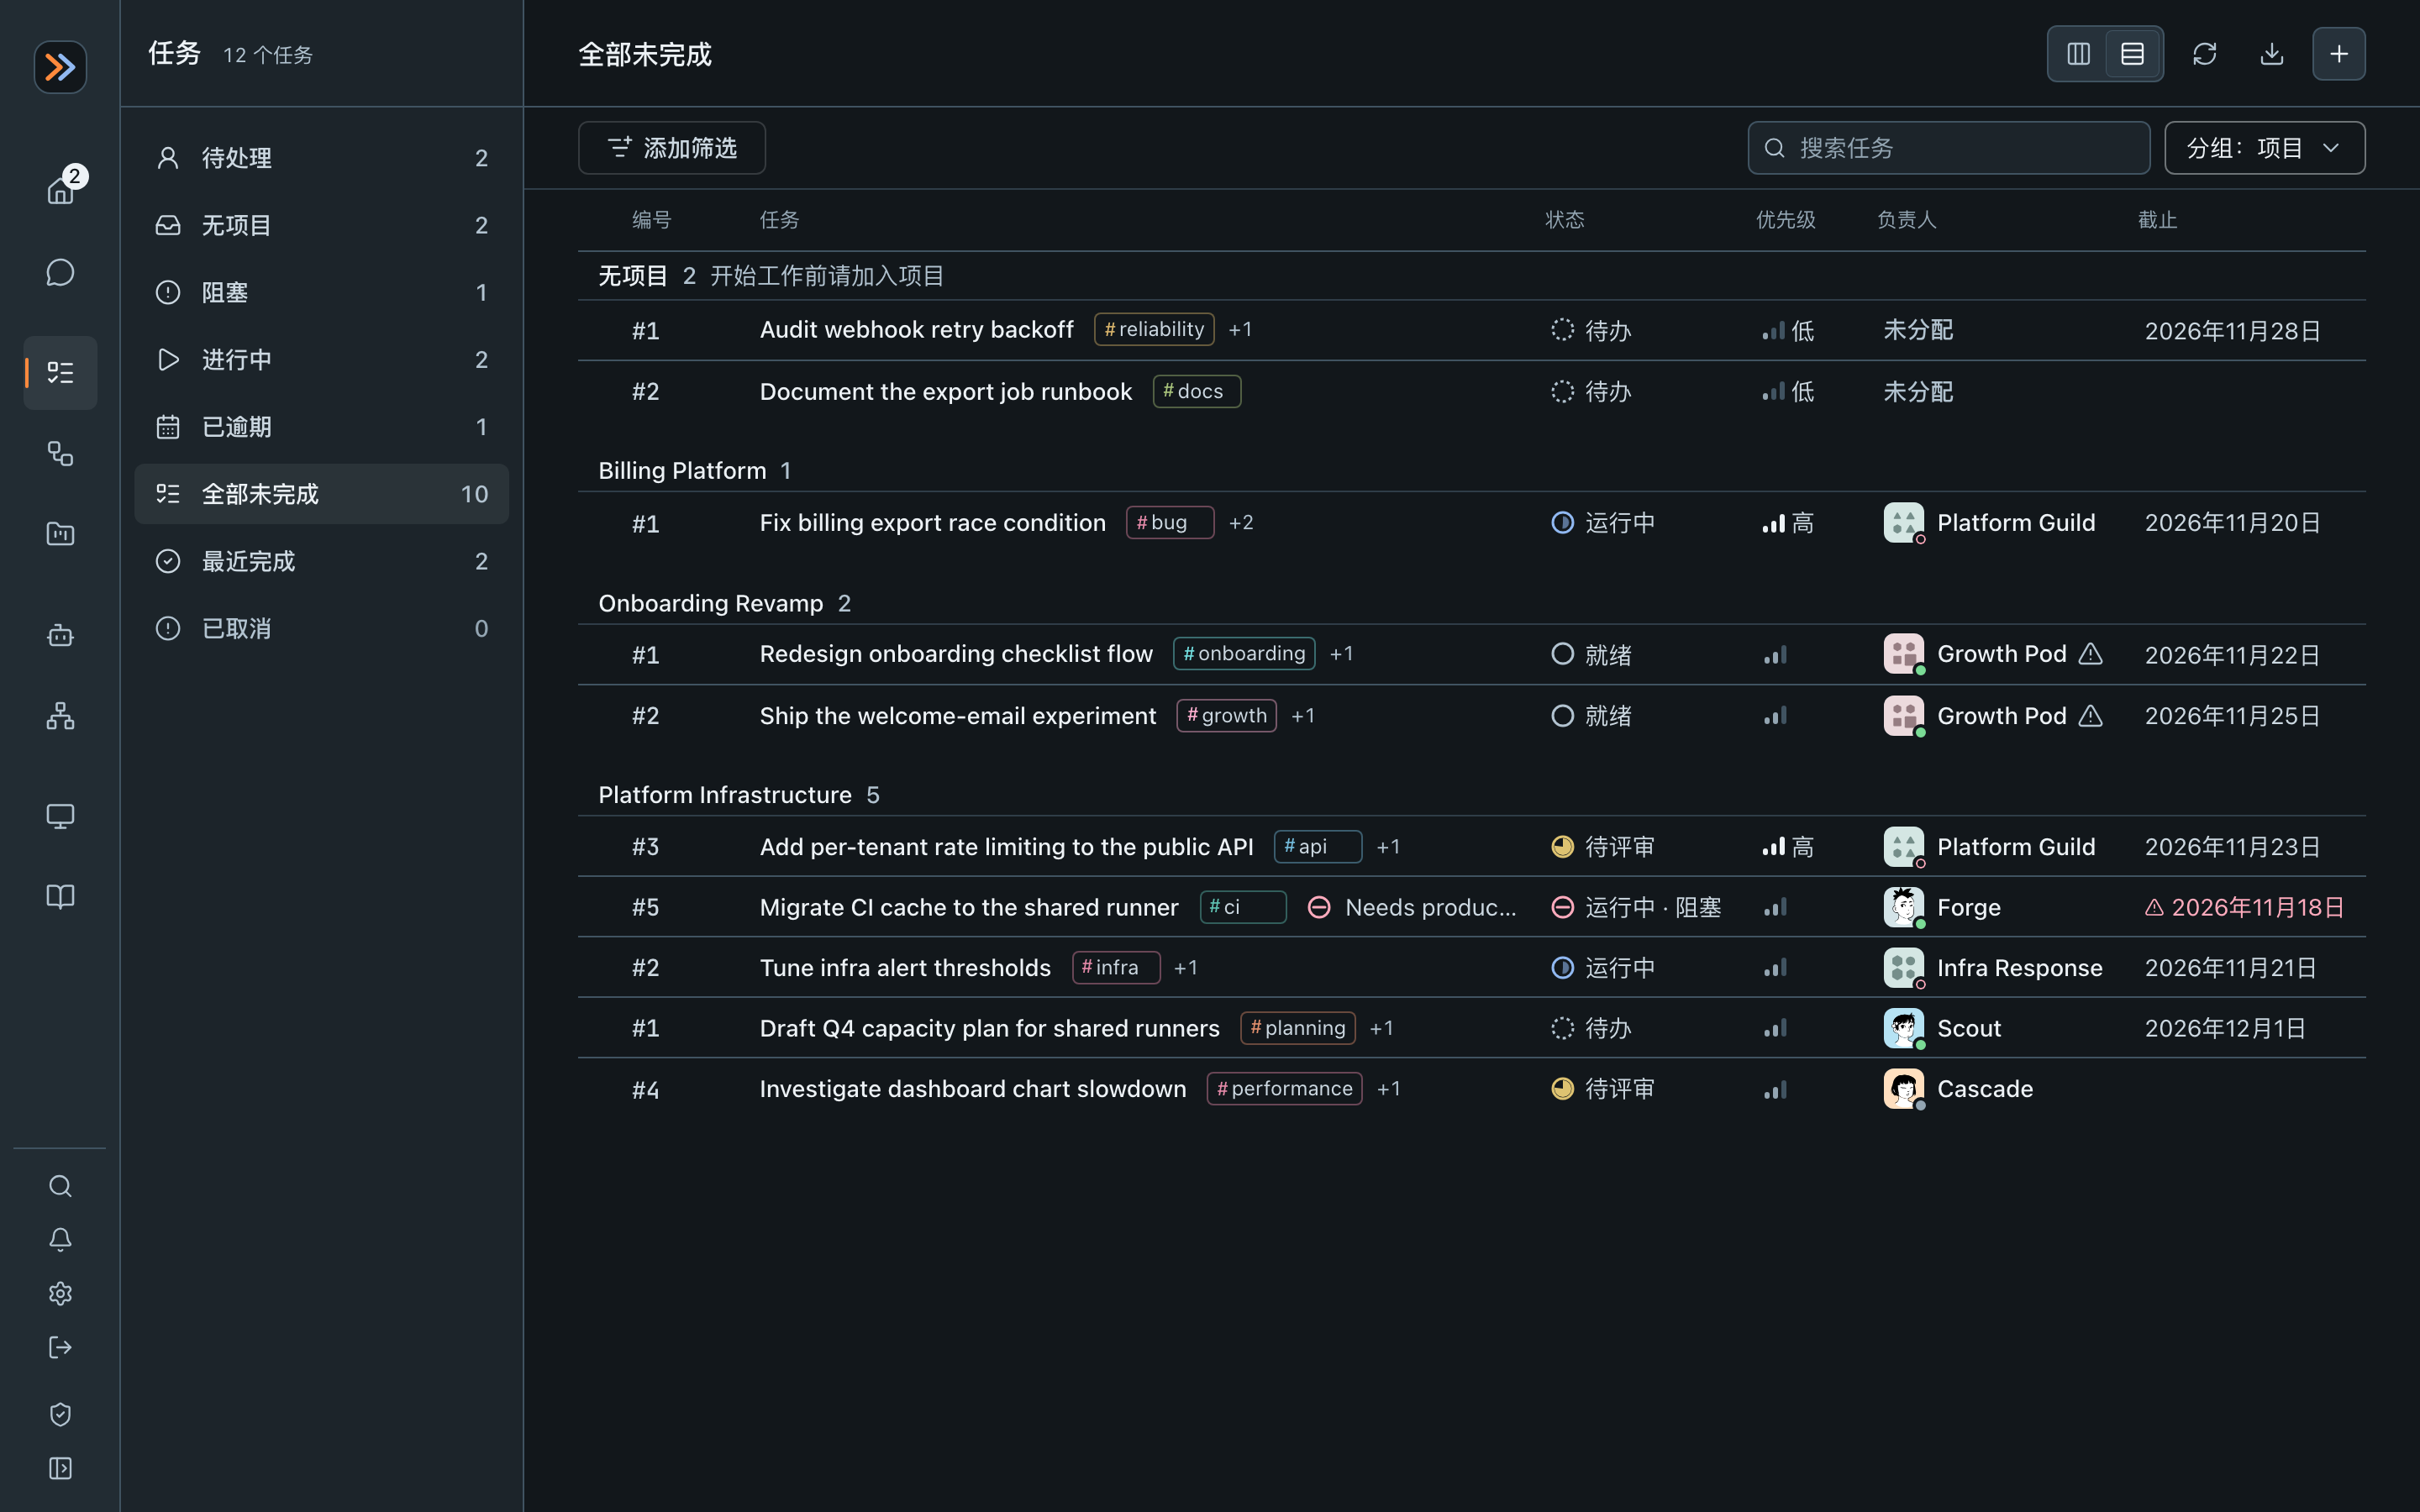 任务 12 个任务
2
待处理 2
无项目 2
阻塞 1
进行中 2
已逾期 1
全部未完成 10
最近完成 2
已取消 0
全部未完成
添加筛选
搜索任务
分组：项目
编号 任务 状态 优先级 负责人 截止
无项目 2 开始工作前请加入项目
#1 Audit webhook retry backoff #reliability +1 待办 低 未分配 2026年11月28日
#2 Document the export job runbook #docs 待办 低 未分配
Billing Platform 1
#1 Fix billing export race condition #bug +2 运行中 高 Platform Guild 2026年11月20日
Onboarding Revamp 2
#1 Redesign onboarding checklist flow #onboarding +1 就绪 Growth Pod 2026年11月22日
#2 Ship the welcome-email experiment #growth +1 就绪 Growth Pod 2026年11月25日
Platform Infrastructure 5
#3 Add per-tenant rate limiting to the public API #api +1 待评审 高 Platform Guild 2026年11月23日
#5 Migrate CI cache to the shared runner #ci Needs produc... 运行中 · 阻塞 Forge 2026年11月18日
#2 Tune infra alert thresholds #infra +1 运行中 Infra Response 2026年11月21日
#1 Draft Q4 capacity plan for shared runners #planning +1 待办 Scout 2026年12月1日
#4 Investigate dashboard chart slowdown #performance +1 待评审 Cascade